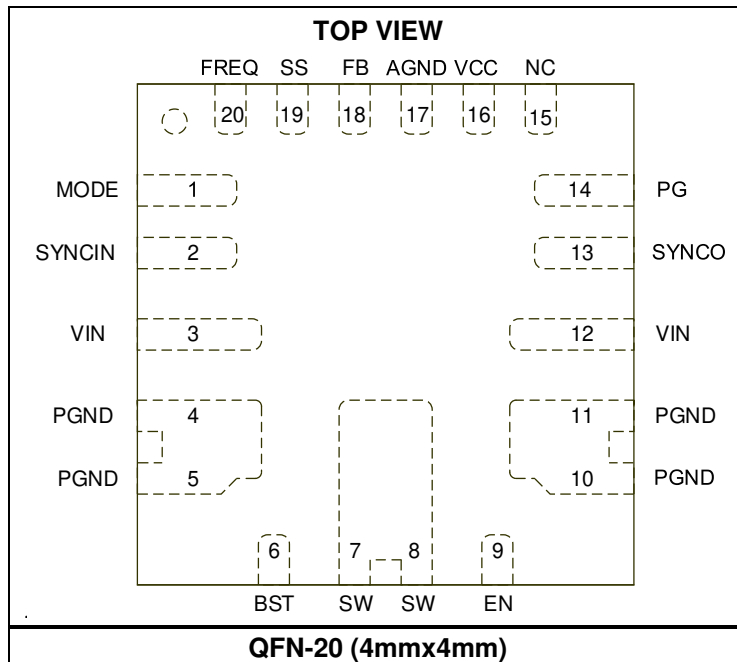 TOP VIEW
FREQ SS FB AGND VCC NC
20 19 18 17 16 15
MODE 1 14 PG
SYNCIN 2 13 SYNCO
VIN 3 12 VIN
PGND 4 11 PGND
PGND 5 10 PGND
6 7 8 9
BST SW SW EN
QFN-20 (4mmx4mm)